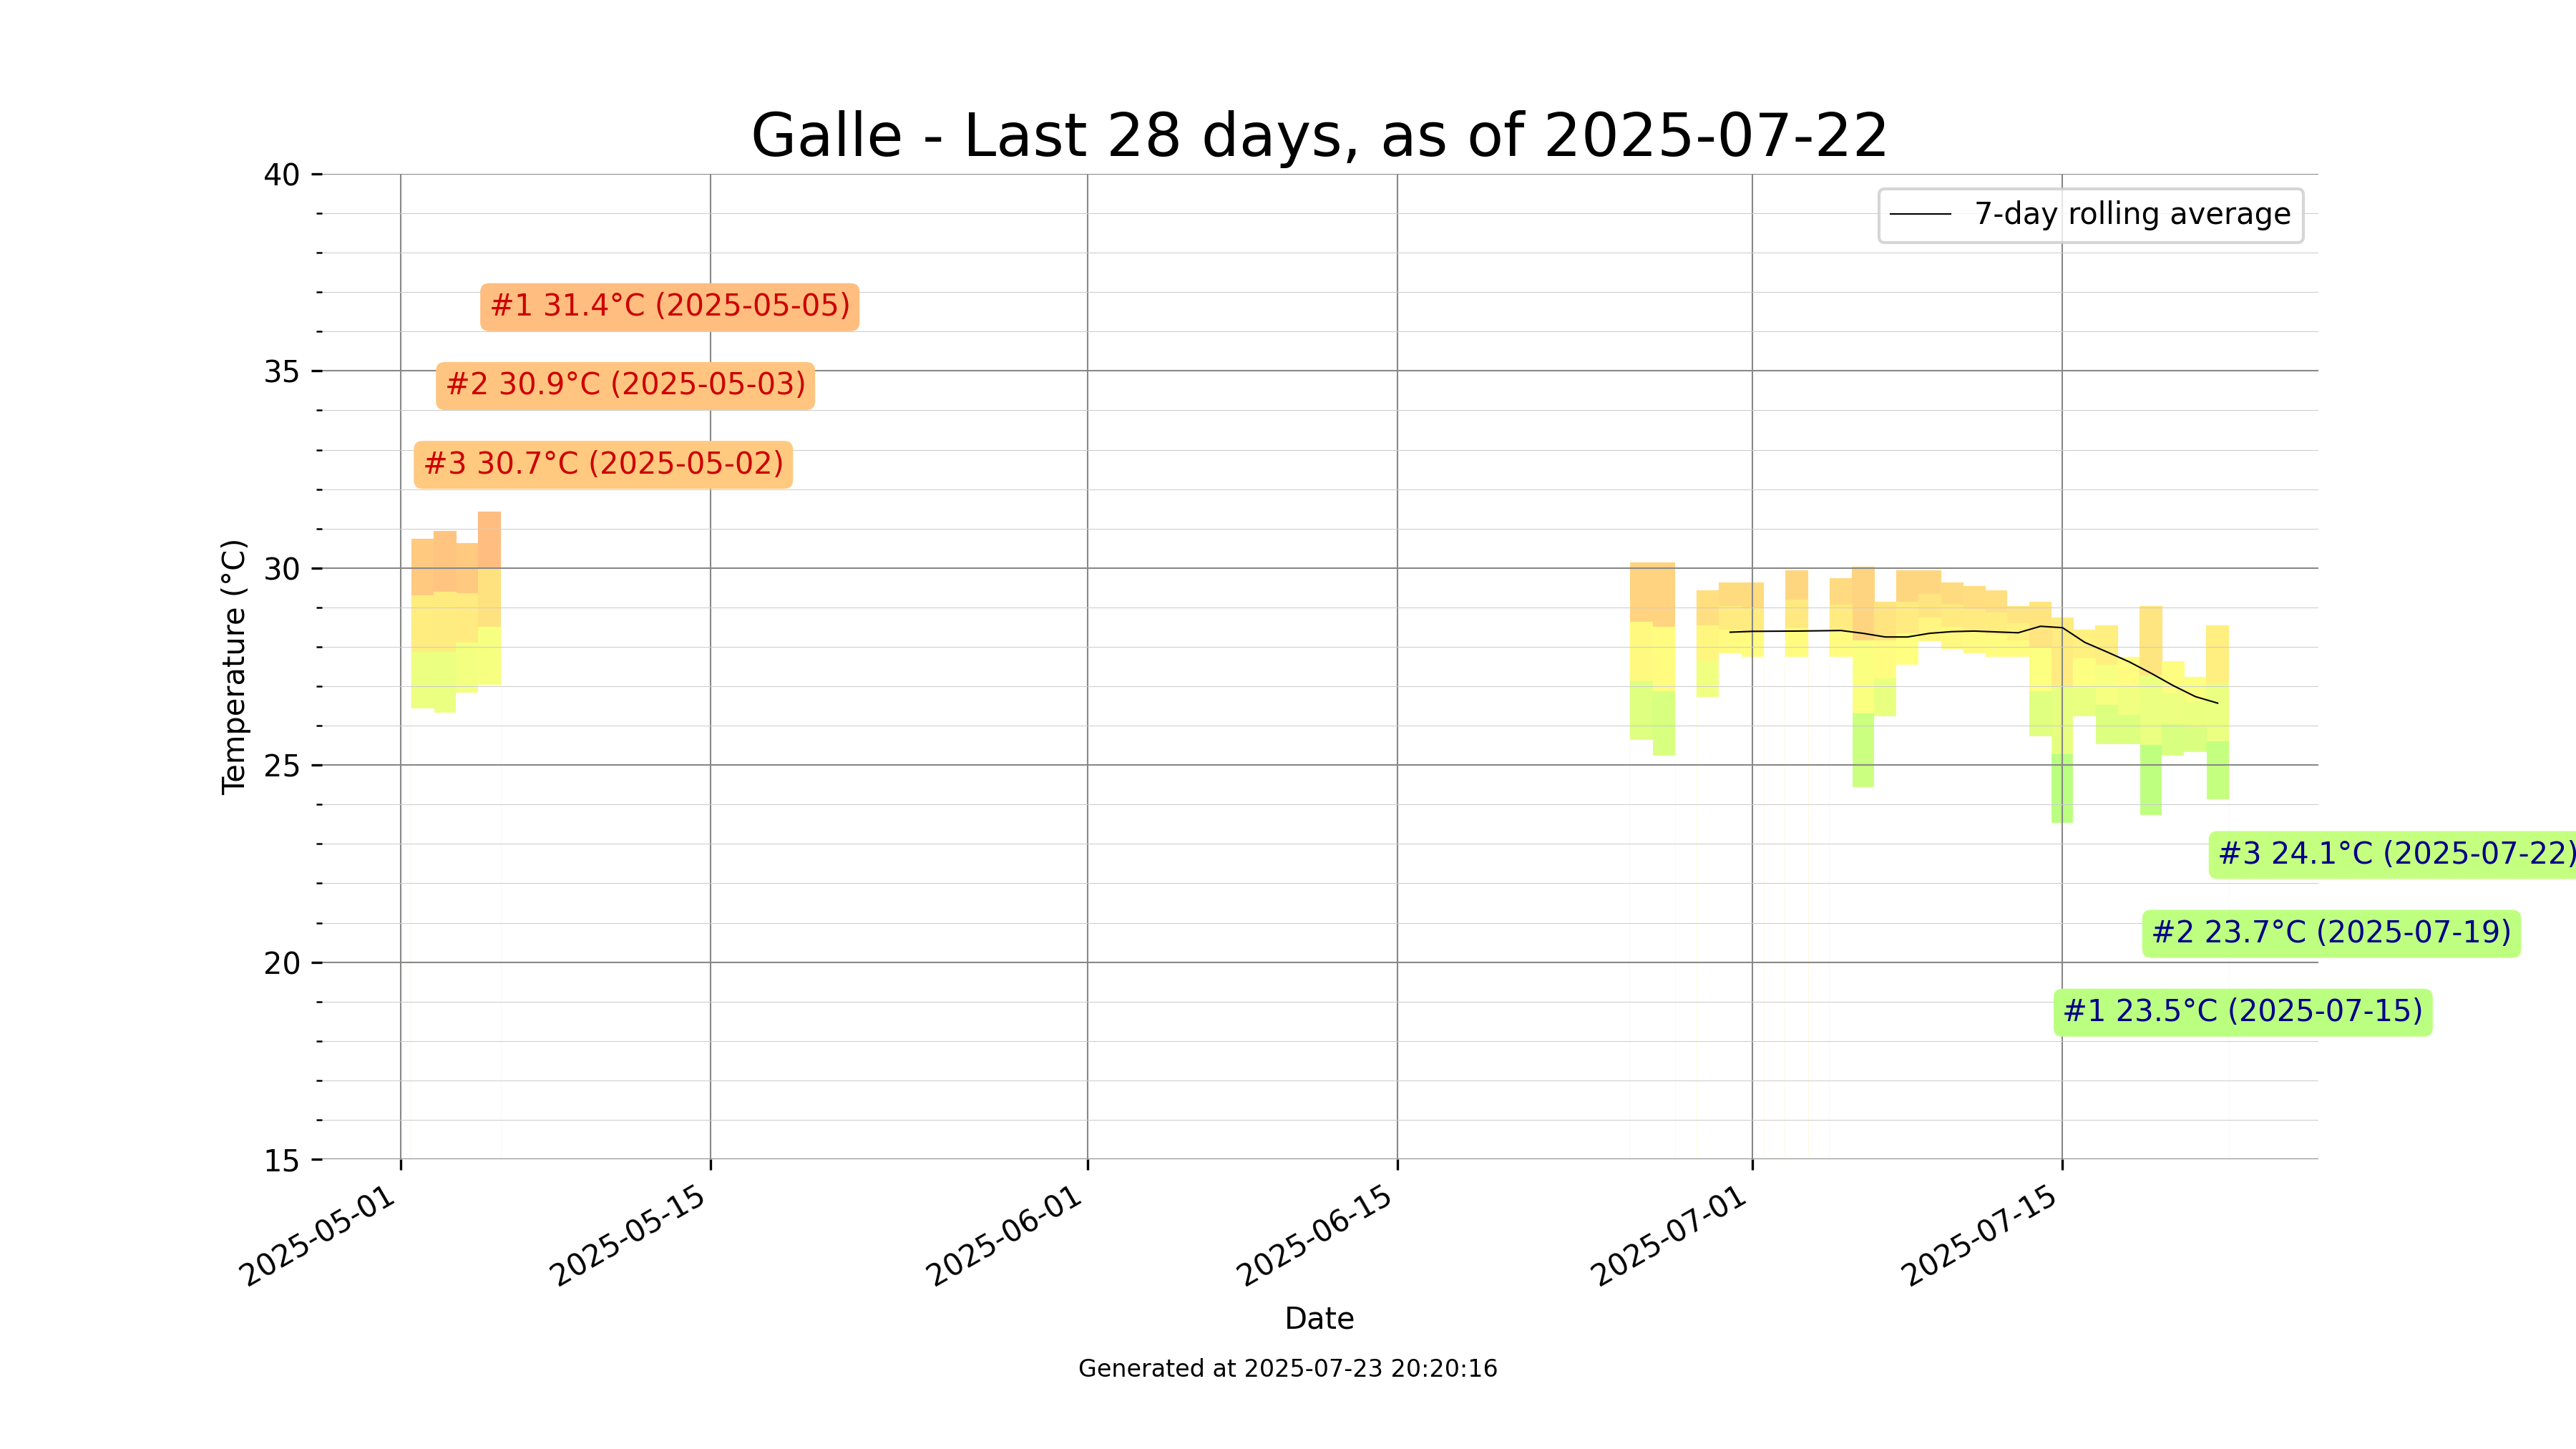 Galle - Last 28 days, as of 2025-07-22
7-day rolling average
40
35
30
25
20
15
Temperature (°C)
#1 31.4°C (2025-05-05)
#2 30.9°C (2025-05-03)
#3 30.7°C (2025-05-02)
#3 24.1°C (2025-07-22)
#2 23.7°C (2025-07-19)
#1 23.5°C (2025-07-15)
2025-05-01
2025-05-15
2025-06-01
2025-06-15
2025-07-01
2025-07-15
Date
Generated at 2025-07-23 20:20:16